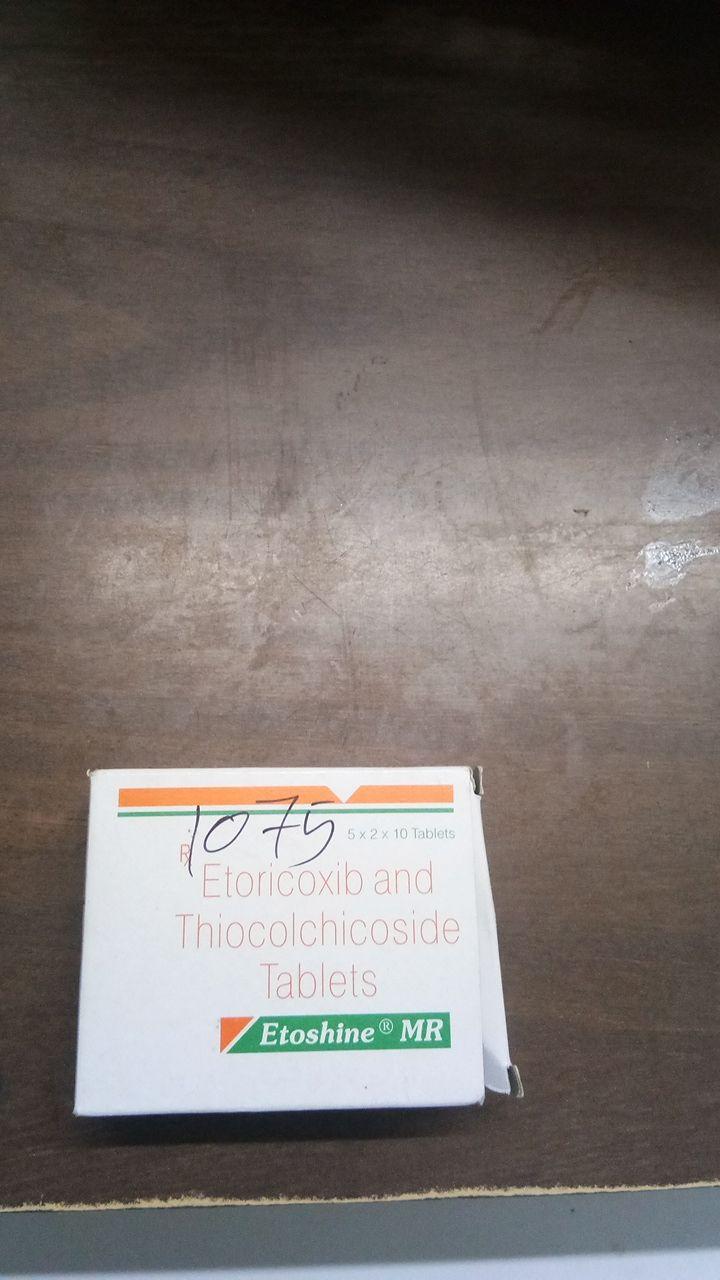 1075
5 x 2 x 10 Tablets
℞
Etoricoxib and
Thiocolchicoside
Tablets
Etoshine® MR